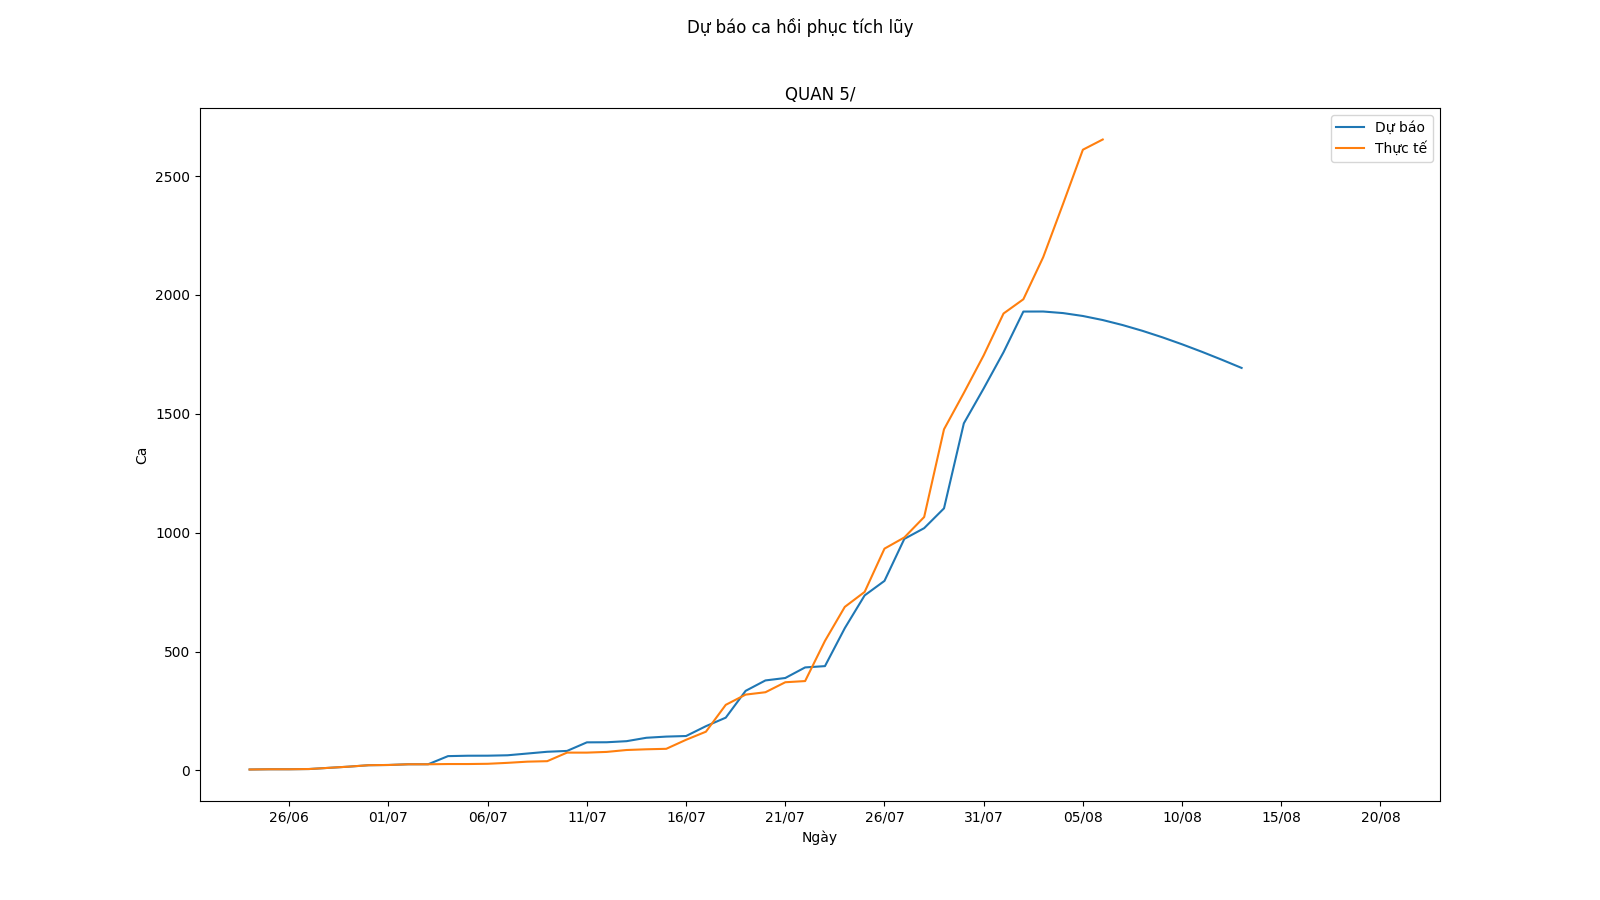 Dự báo ca hồi phục tích lũy
QUAN 5/
Dự báo
Thực tế
2500
2000
1500
1000
500
0
Ca
26/06 01/07 06/07 11/07 16/07 21/07 26/07 31/07 05/08 10/08 15/08 20/08
Ngày